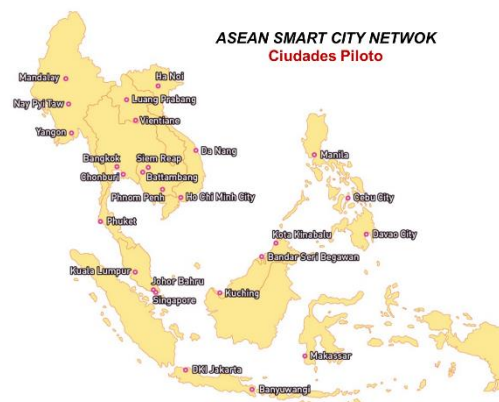 ASEAN SMART CITY NETWOK
Ciudades Piloto
Mandalay
Ha Noi
Nay Pyi Taw
Luang Prabang
Vientiane
Yangon
Da Nang
Bangkok
Siem Reap
Manila
Chonburi
Battambang
Phnom Penh
Ho Chi Minh City
Cebu City
Phuket
Davao City
Kota Kinabalu
Bandar Seri Begawan
Kuala Lumpur
Johor Bahru
Singapore
Kuching
Makassar
DKI Jakarta
Banyuwangi